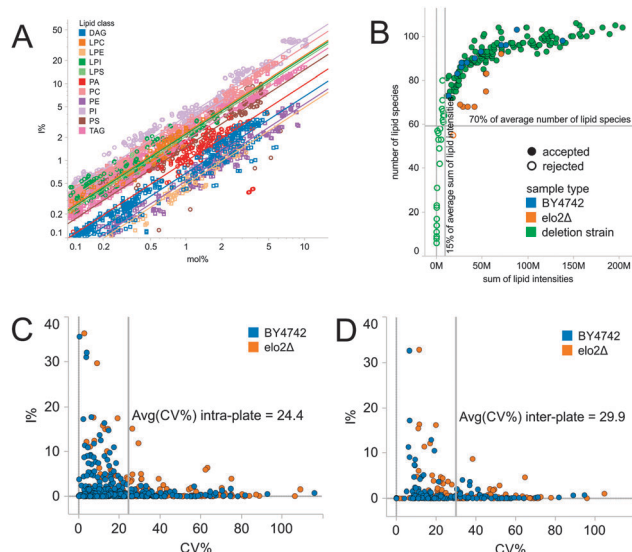 A
Lipid class
DAG
LPC
LPE
LPI
LPS
PA
PC
PE
PI
PS
TAG
I%
50
20
10
5
2
1
0.5
0.2
0.1
0.1 0.2 0.5 1 2 5 10
mol%
B
number of lipid species
100
80
60
40
20
0
15% of average sum of lipid intensities
70% of average number of lipid species
accepted
rejected
sample type
BY4742
elo2Δ
deletion strain
0M 50M 100M 150M 200M
sum of lipid intensities
C
BY4742
elo2Δ
I%
40
30
20
10
0
Avg(CV%) intra-plate = 24.4
0 20 40 60 80 100
CV%
D
BY4742
elo2Δ
I%
40
30
20
10
0
Avg(CV%) inter-plate = 29.9
0 20 40 60 80 100
CV%